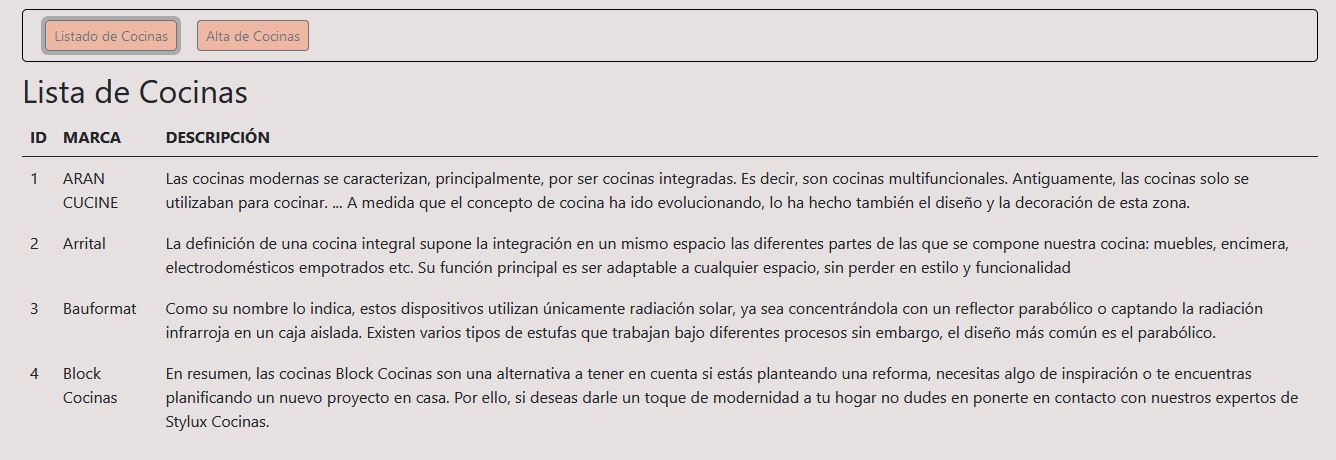 Listado de Cocinas Alta de Cocinas
Lista de Cocinas
ID MARCA DESCRIPCIÓN
1 ARAN Las cocinas modernas se caracterizan, principalmente, por ser cocinas integradas. Es decir, son cocinas multifuncionales. Antiguamente, las cocinas solo se
CUCINE utilizaban para cocinar. ... A medida que el concepto de cocina ha ido evolucionando, lo ha hecho también el diseño y la decoración de esta zona.
2 Arrital La definición de una cocina integral supone la integración en un mismo espacio las diferentes partes de las que se compone nuestra cocina: muebles, encimera,
electrodomésticos empotrados etc. Su función principal es ser adaptable a cualquier espacio, sin perder en estilo y funcionalidad
3 Bauformat Como su nombre lo indica, estos dispositivos utilizan únicamente radiación solar, ya sea concentrándola con un reflector parabólico o captando la radiación
infrarroja en un caja aislada. Existen varios tipos de estufas que trabajan bajo diferentes procesos sin embargo, el diseño más común es el parabólico.
4 Block En resumen, las cocinas Block Cocinas son una alternativa a tener en cuenta si estás planteando una reforma, necesitas algo de inspiración o te encuentras
Cocinas planificando un nuevo proyecto en casa. Por ello, si deseas darle un toque de modernidad a tu hogar no dudes en ponerte en contacto con nuestros expertos de
Stylux Cocinas.